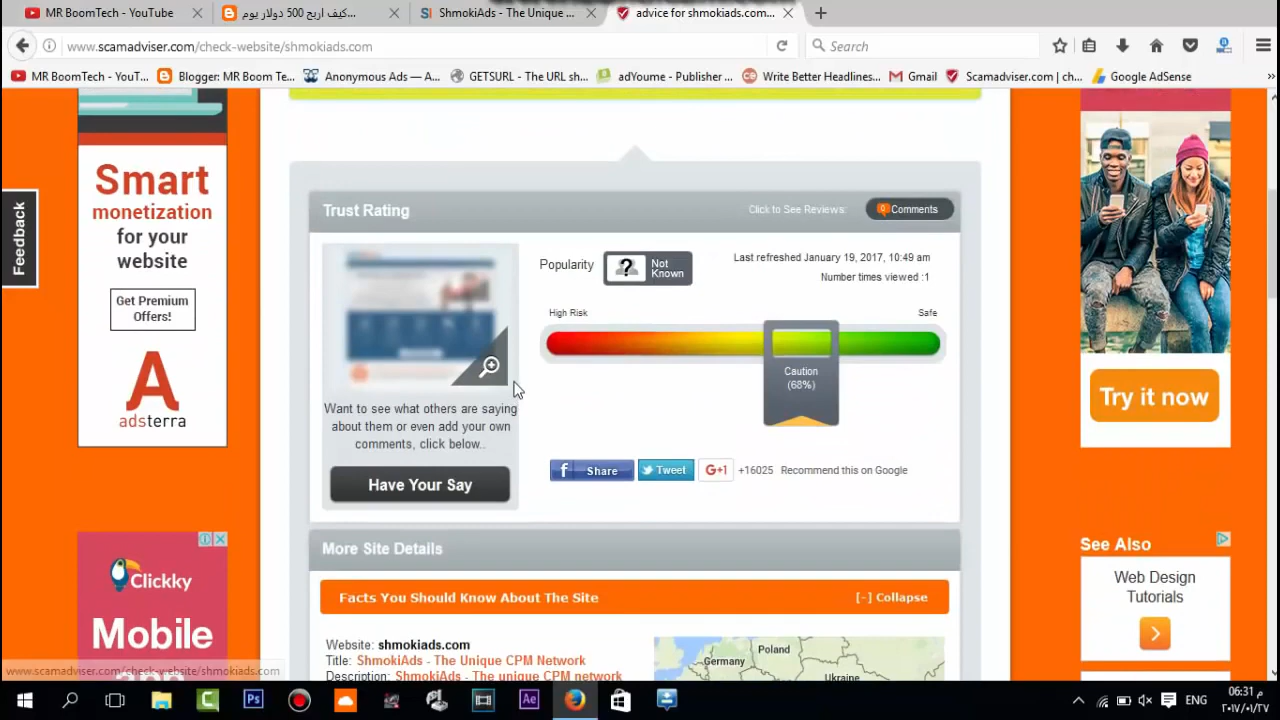 MR BoomTech - YouTube
كيف اربح 500 دولار يوم...
SI ShmokiAds - The Unique ...
advice for shmokiads.com...
www.scamadviser.com/check-website/shmokiads.com
Search
MR BoomTech - YouT...
Blogger: MR Boom Te...
Anonymous Ads — A...
GETSURL - The URL sh...
adYoume - Publisher ...
Write Better Headlines...
Gmail
Scamadviser.com | ch...
Google AdSense
Feedback
Smart
monetization
for your
website
Get Premium
Offers!
A
adsterra
Clickky
Mobile
Trust Rating
Click to See Reviews:
0 Comments
Popularity
? Not
Known
Last refreshed January 19, 2017, 10:49 am
Number times viewed :1
High Risk
Safe
Caution
(68%)
Want to see what others are saying
about them or even add your own
comments, click below..
Have Your Say
f Share
Tweet
G+1
+16025
Recommend this on Google
More Site Details
Facts You Should Know About The Site
[-] Collapse
Website: shmokiads.com
Title: ShmokiAds - The Unique CPM Network
Description: ShmokiAds - The unique CPM network
Germany
Poland
Ukraine
Try it now
See Also
Web Design
Tutorials
www.scamadviser.com/check-website/shmokiads.com
Ps
Ae
ENG
06:31 م
٢٠١٧/٠١/٢٧